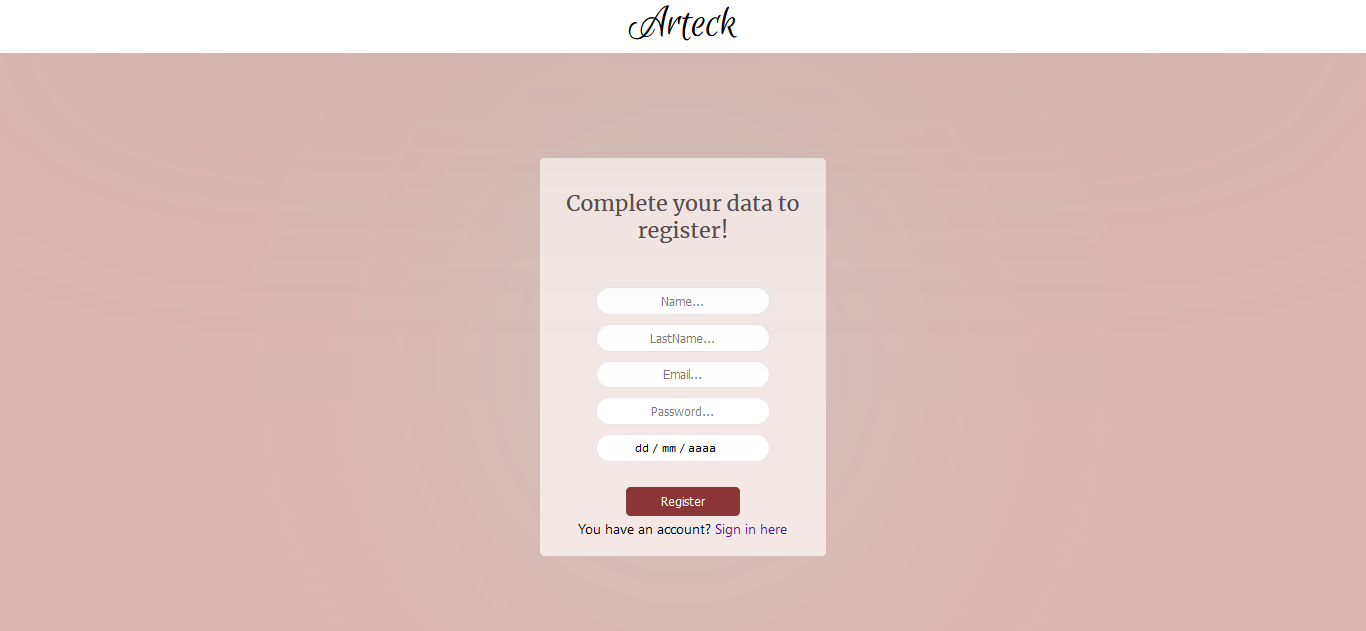 Arteck
Complete your data to
register!
Name...
LastName...
Email...
Password...
dd / mm / aaaa
Register
You have an account? Sign in here